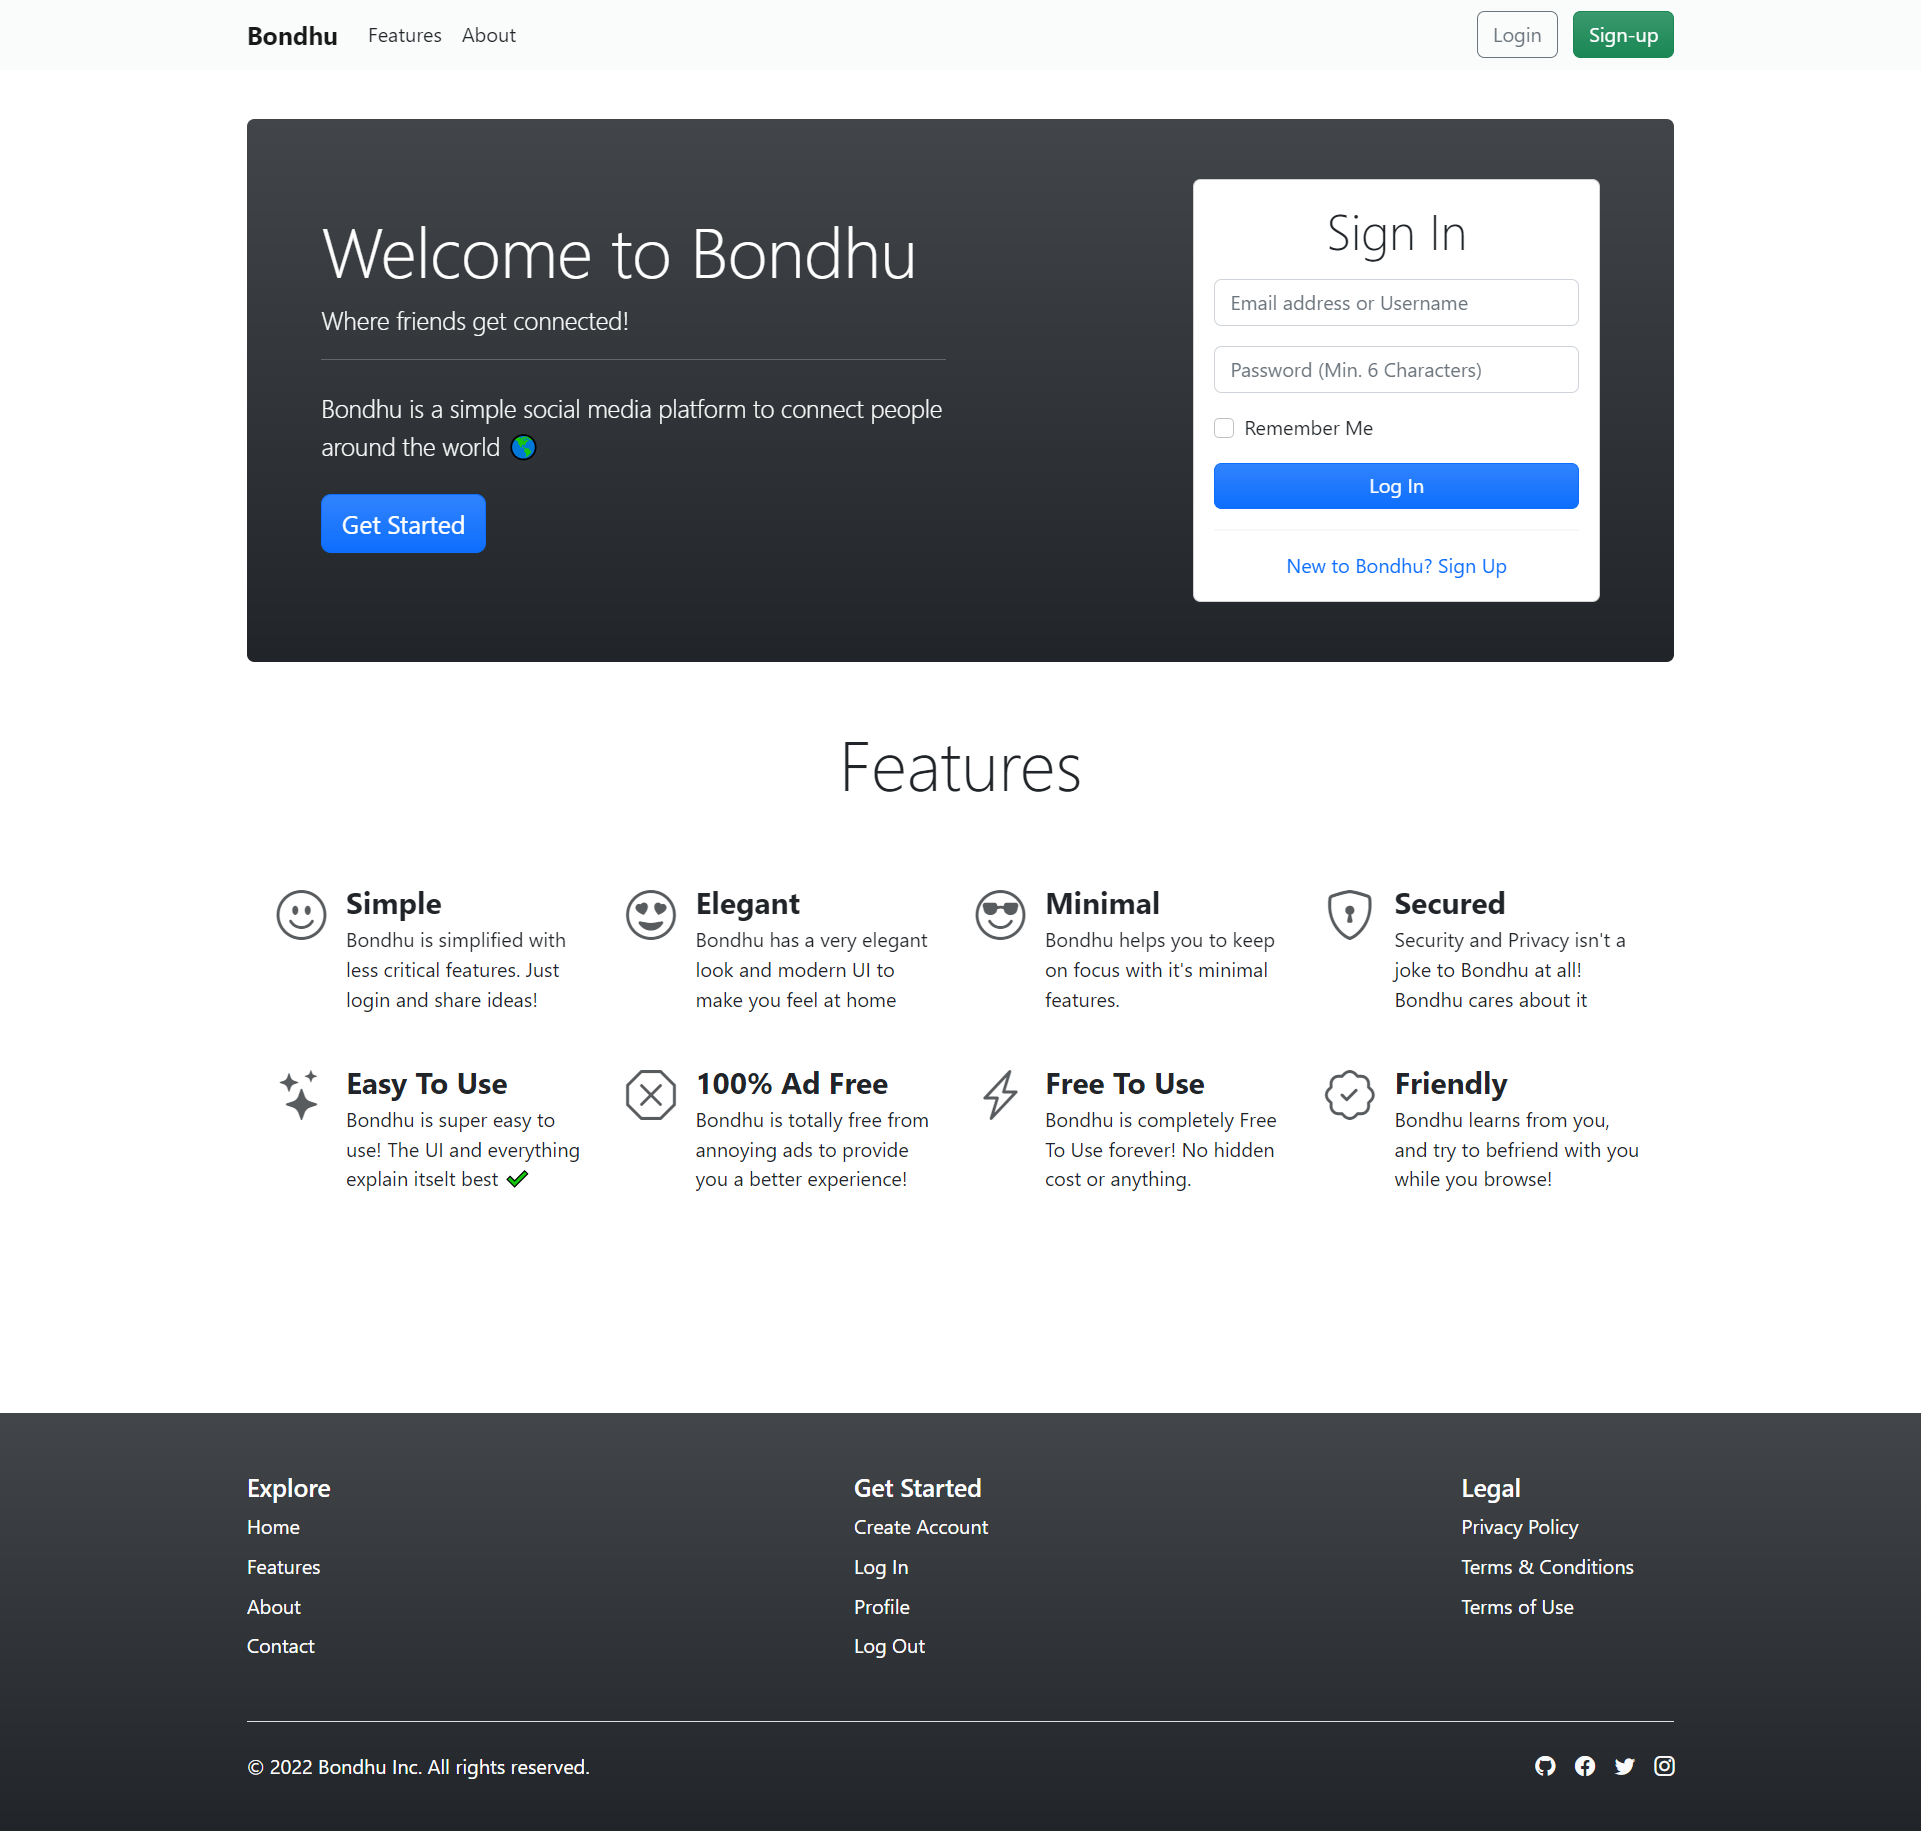 Bondhu Features About Login Sign-up
Welcome to Bondhu
Where friends get connected!
Bondhu is a simple social media platform to connect people
around the world 🌎
Get Started
Sign In
Email address or Username
Password (Min. 6 Characters)
Remember Me
Log In
New to Bondhu? Sign Up
Features
Simple
Bondhu is simplified with
less critical features. Just
login and share ideas!
Elegant
Bondhu has a very elegant
look and modern UI to
make you feel at home
Minimal
Bondhu helps you to keep
on focus with it's minimal
features.
Secured
Security and Privacy isn't a
joke to Bondhu at all!
Bondhu cares about it
Easy To Use
Bondhu is super easy to
use! The UI and everything
explain itselt best ✔
100% Ad Free
Bondhu is totally free from
annoying ads to provide
you a better experience!
Free To Use
Bondhu is completely Free
To Use forever! No hidden
cost or anything.
Friendly
Bondhu learns from you,
and try to befriend with you
while you browse!
Explore
Home
Features
About
Contact
Get Started
Create Account
Log In
Profile
Log Out
Legal
Privacy Policy
Terms & Conditions
Terms of Use
© 2022 Bondhu Inc. All rights reserved.